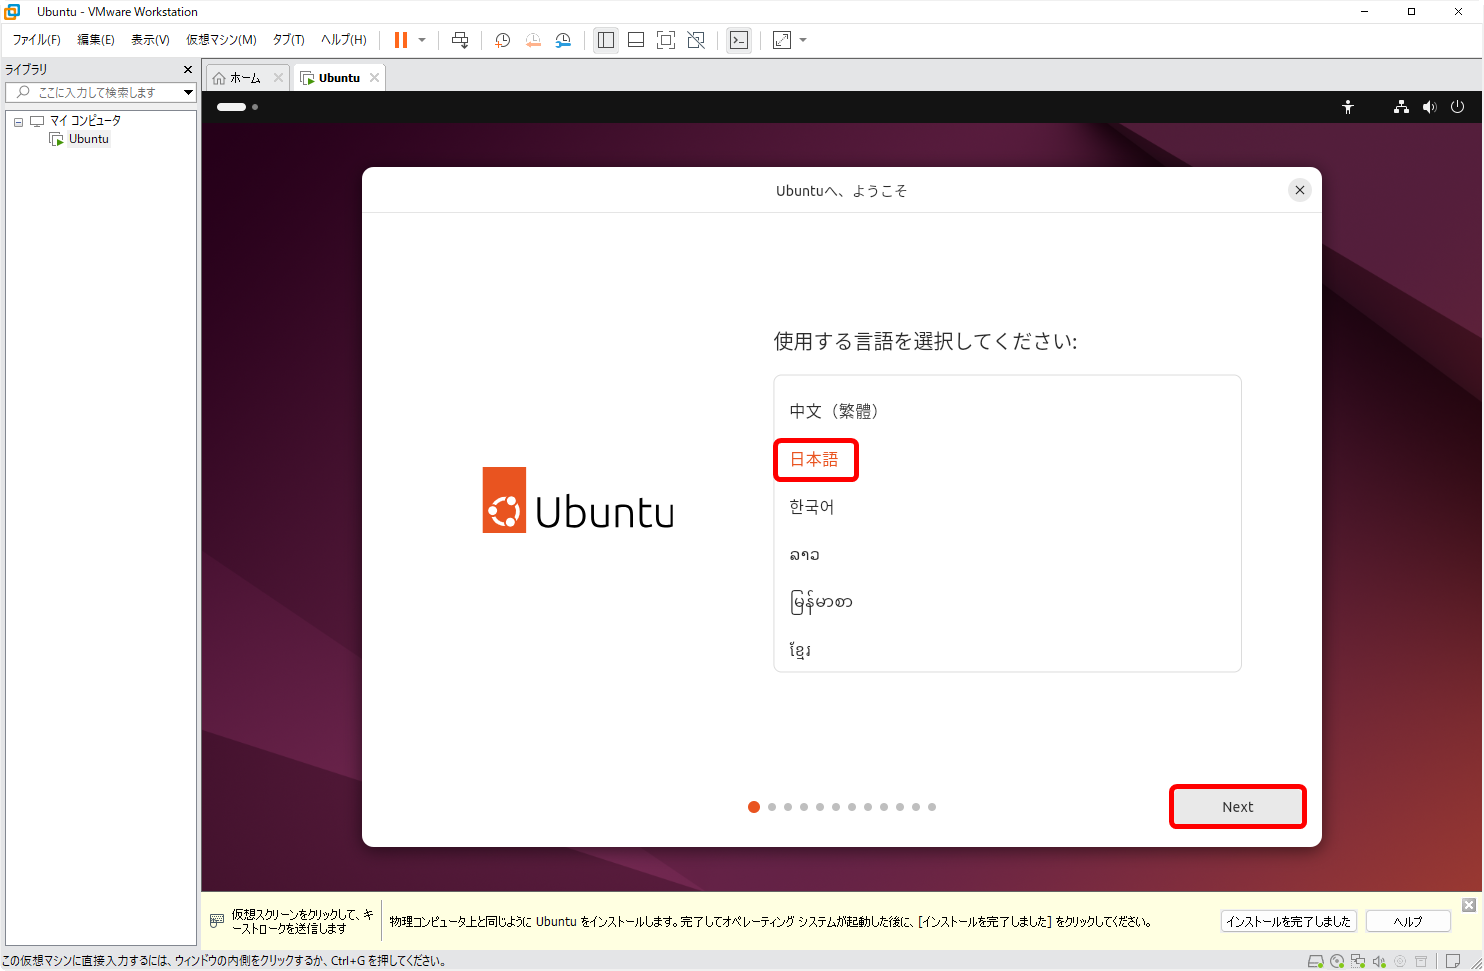 Ubuntu - VMware Workstation
ファイル(F) 編集(E) 表示(V) 仮想マシン(M) タブ(T) ヘルプ(H)
ライブラリ
ここに入力して検索します
マイ コンピュータ
Ubuntu
ホーム
Ubuntu
Ubuntuへ、ようこそ
使用する言語を選択してください:
中文（繁體）
日本語
한국어
ລາວ
မြန်မာစာ
ខ្មែរ
Ubuntu
Next
仮想スクリーンをクリックして、キ
ーストロークを送信します
物理コンピュータ上と同じように Ubuntu をインストールします。完了してオペレーティング システムが起動した後に、[インストールを完了しました] をクリックしてください。
インストールを完了しました
ヘルプ
この仮想マシンに直接入力するには、ウィンドウの内側をクリックするか、Ctrl+G を押してください。